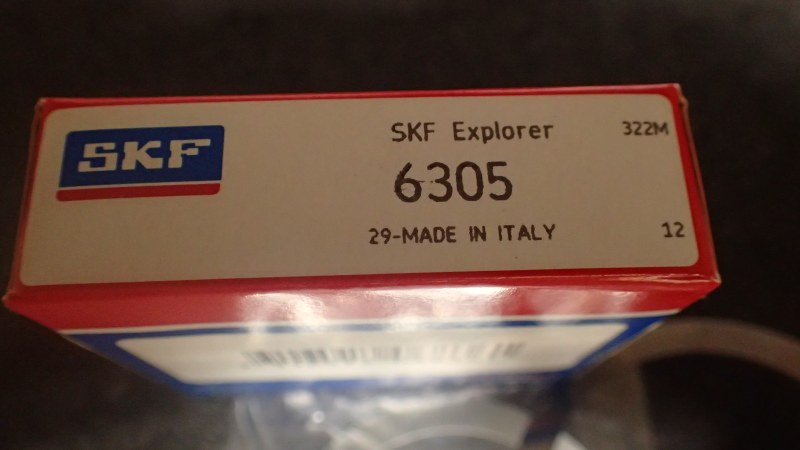 SKF
SKF Explorer
322M
6305
29-MADE IN ITALY
12